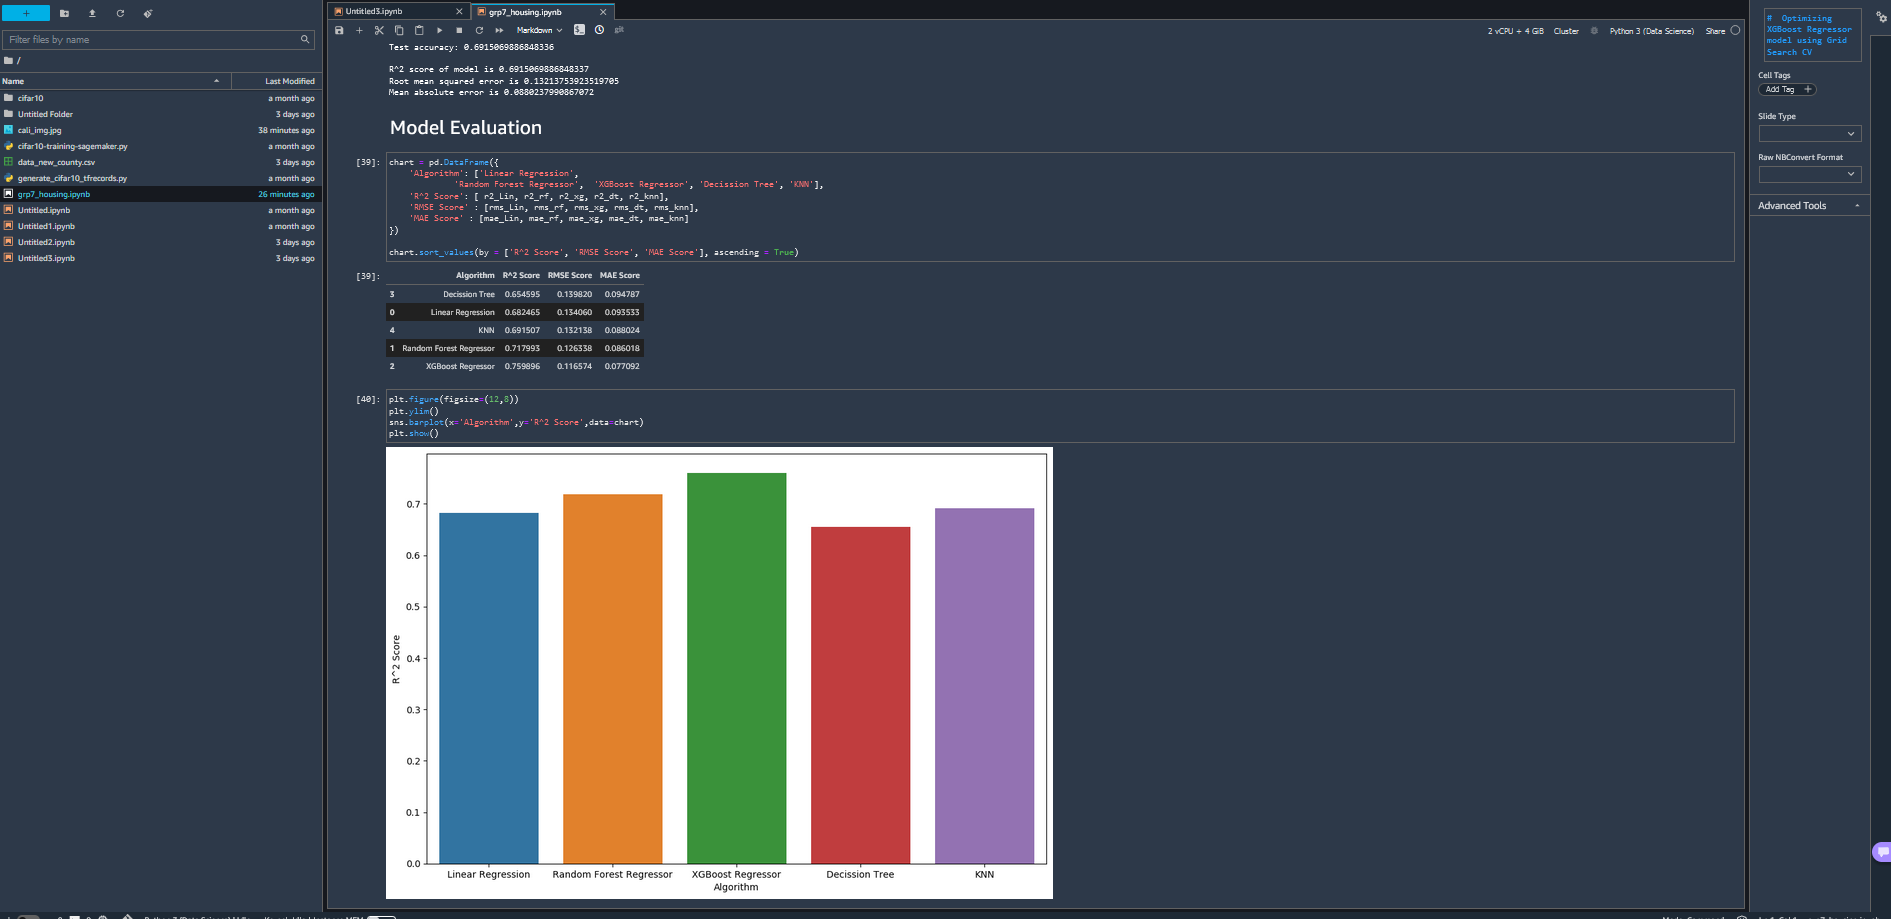 Filter files by name
/
Name Last Modified
cifar10 a month ago
Untitled Folder 3 days ago
cali_img.jpg 38 minutes ago
cifar10-training-sagemaker.py a month ago
data_new_county.csv 3 days ago
generate_cifar10_tfrecords.py a month ago
grp7_housing.ipynb 26 minutes ago
Untitled.ipynb a month ago
Untitled1.ipynb a month ago
Untitled2.ipynb 3 days ago
Untitled3.ipynb 3 days ago
Untitled3.ipynb grp7_housing.ipynb
Markdown git 2 vCPU + 4 GiB Cluster Python 3 (Data Science) Share
Test accuracy: 0.6915069886848336
R^2 score of model is 0.6915069886848337
Root mean squared error is 0.13213753923519705
Mean absolute error is 0.0880237990867072
Model Evaluation
[39]: chart = pd.DataFrame({
'Algorithm': ['Linear Regression',
'Random Forest Regressor', 'XGBoost Regressor', 'Decission Tree', 'KNN'],
'R^2 Score': [ r2_Lin, r2_rf, r2_xg, r2_dt, r2_knn],
'RMSE Score' : [rms_Lin, rms_rf, rms_xg, rms_dt, rms_knn],
'MAE Score' : [mae_Lin, mae_rf, mae_xg, mae_dt, mae_knn]
})
chart.sort_values(by = ['R^2 Score', 'RMSE Score', 'MAE Score'], ascending = True)
[39]: Algorithm R^2 Score RMSE Score MAE Score
3 Decission Tree 0.654595 0.139820 0.094787
0 Linear Regression 0.682465 0.134060 0.093533
4 KNN 0.691507 0.132138 0.088024
1 Random Forest Regressor 0.717993 0.126338 0.086018
2 XGBoost Regressor 0.759896 0.116574 0.077092
[40]: plt.figure(figsize=(12,8))
plt.ylim()
sns.barplot(x='Algorithm',y='R^2 Score',data=chart)
plt.show()
R^2 Score
0.7
0.6
0.5
0.4
0.3
0.2
0.1
0.0
Linear Regression Random Forest Regressor XGBoost Regressor Decission Tree KNN
Algorithm
# Optimizing
XGBoost Regressor
model using Grid
Search CV
Cell Tags
Add Tag +
Slide Type
Raw NBConvert Format
Advanced Tools